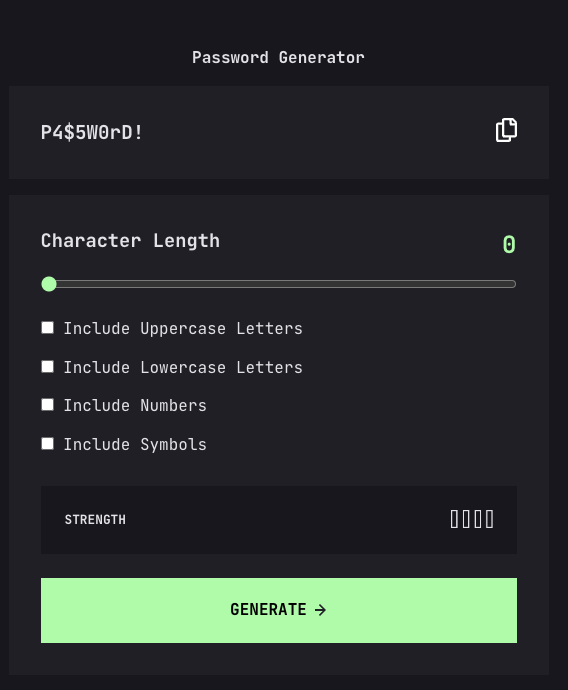 Password Generator
P4$5W0rD!
Character Length
0
Include Uppercase Letters
Include Lowercase Letters
Include Numbers
Include Symbols
STRENGTH
GENERATE →